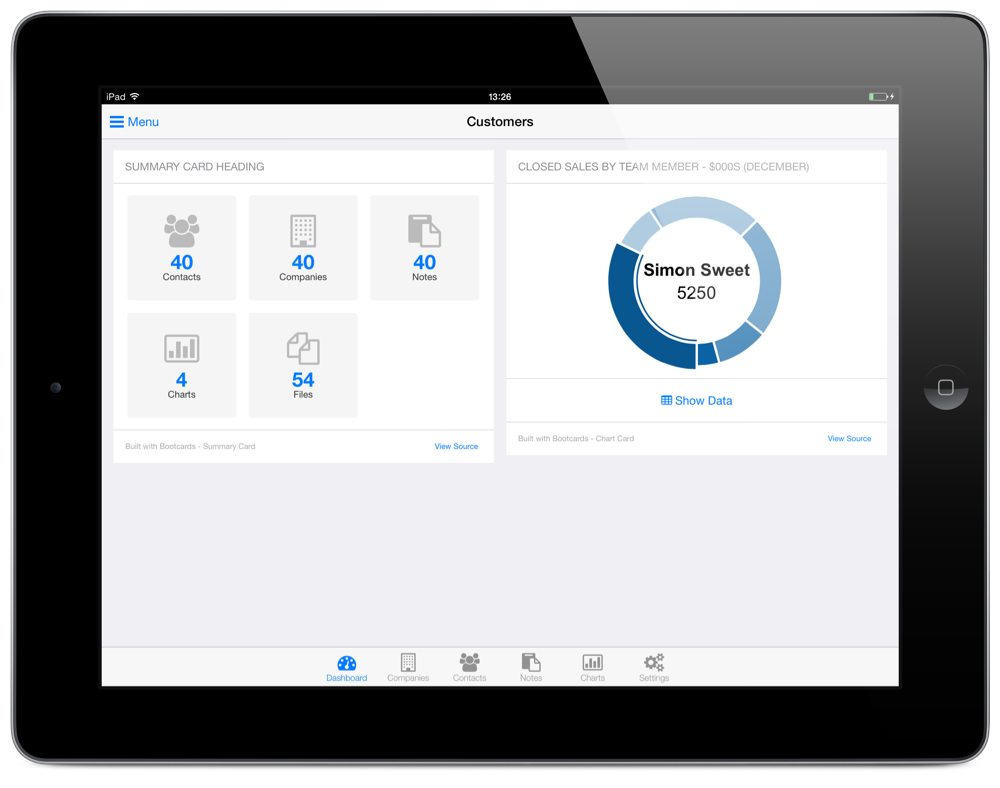 iPad 13:26
Menu Customers
SUMMARY CARD HEADING
40
Contacts
40
Companies
40
Notes
4
Charts
54
Files
Built with Bootcards - Summary Card View Source
CLOSED SALES BY TEAM MEMBER - $000S (DECEMBER)
Simon Sweet
5250
Show Data
Built with Bootcards - Chart Card View Source
Dashboard Companies Contacts Notes Charts Settings